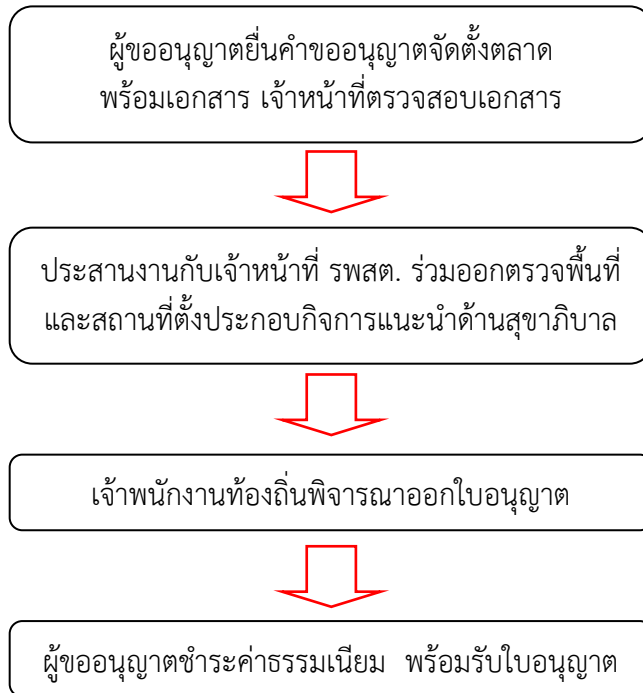 ผู้ขออนุญาตยื่นคำขออนุญาตจัดตั้งตลาด
พร้อมเอกสาร เจ้าหน้าที่ตรวจสอบเอกสาร
ประสานงานกับเจ้าหน้าที่ รพสต. ร่วมออกตรวจพื้นที่
และสถานที่ตั้งประกอบกิจการแนะนำด้านสุขาภิบาล
เจ้าพนักงานท้องถิ่นพิจารณาออกใบอนุญาต
ผู้ขออนุญาตชำระค่าธรรมเนียม พร้อมรับใบอนุญาต